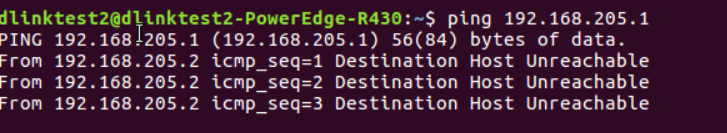 dlinktest2@dlinktest2-PowerEdge-R430:~$ ping 192.168.205.1
PING 192.168.205.1 (192.168.205.1) 56(84) bytes of data.
From 192.168.205.2 icmp_seq=1 Destination Host Unreachable
From 192.168.205.2 icmp_seq=2 Destination Host Unreachable
From 192.168.205.2 icmp_seq=3 Destination Host Unreachable